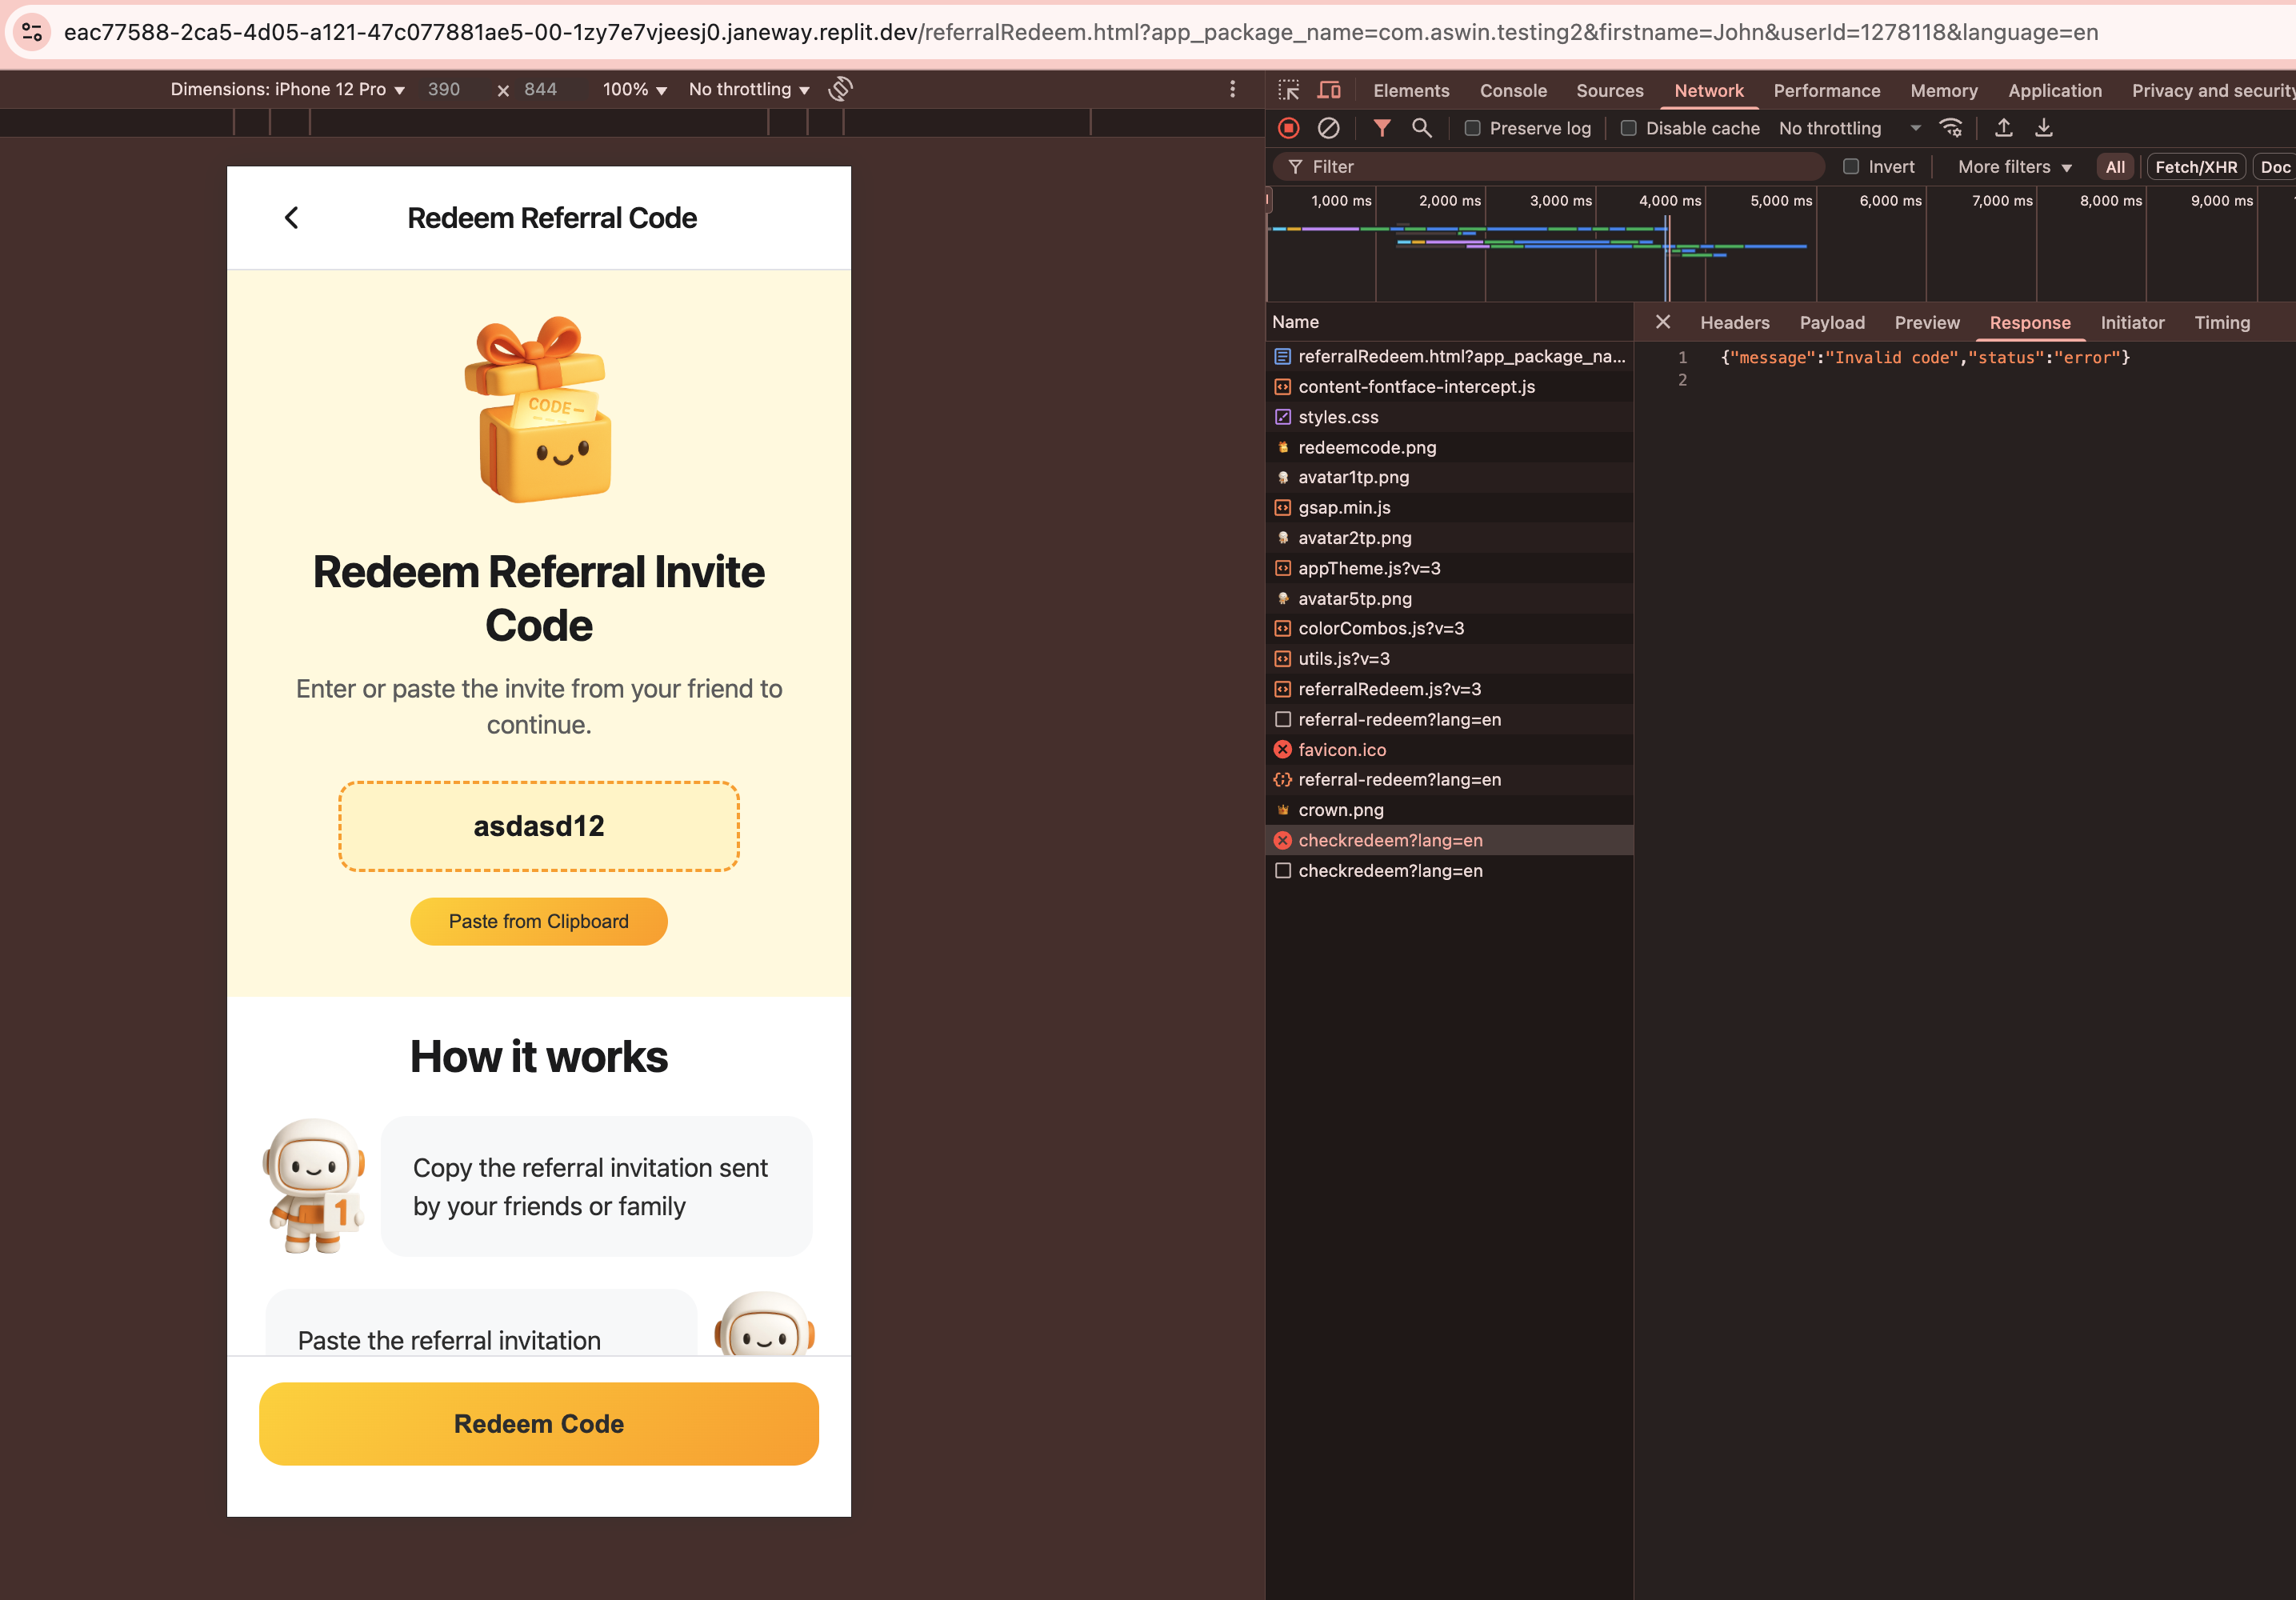 eac77588-2ca5-4d05-a121-47c077881ae5-00-1zy7e7vjeesj0.janeway.replit.dev/referralRedeem.html?app_package_name=com.aswin.testing2&firstname=John&userId=1278118&language=en
Dimensions: iPhone 12 Pro ▼ 390 × 844 100% ▼ No throttling ▼
Elements Console Sources Network Performance Memory Application Privacy and security
Preserve log Disable cache No throttling
Filter Invert More filters All Fetch/XHR Doc
1,000 ms 2,000 ms 3,000 ms 4,000 ms 5,000 ms 6,000 ms 7,000 ms 8,000 ms 9,000 ms
Redeem Referral Code
CODE
Redeem Referral Invite
Code
Enter or paste the invite from your friend to
continue.
asdasd12
Paste from Clipboard
How it works
1
Copy the referral invitation sent
by your friends or family
Paste the referral invitation
Redeem Code
Name
referralRedeem.html?app_package_na...
content-fontface-intercept.js
styles.css
redeemcode.png
avatar1tp.png
gsap.min.js
avatar2tp.png
appTheme.js?v=3
avatar5tp.png
colorCombos.js?v=3
utils.js?v=3
referralRedeem.js?v=3
referral-redeem?lang=en
favicon.ico
referral-redeem?lang=en
crown.png
checkredeem?lang=en
checkredeem?lang=en
Headers Payload Preview Response Initiator Timing
1 {"message":"Invalid code","status":"error"}
2